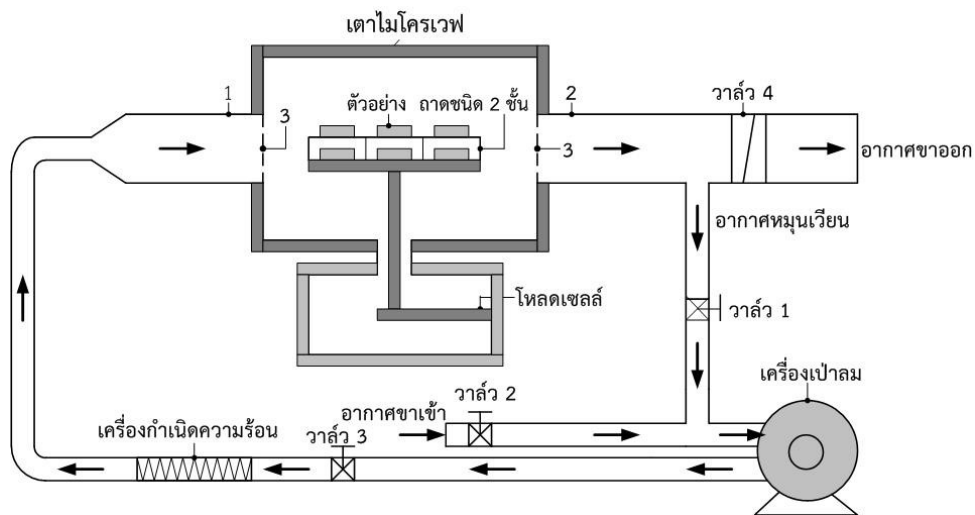 เตาไมโครเวฟ
1
3
ตัวอย่าง
ถาดชนิด 2 ชั้น
2
3
วาล์ว 4
อากาศขาออก
อากาศหมุนเวียน
โหลดเซลล์
วาล์ว 1
เครื่องเป่าลม
วาล์ว 2
อากาศขาเข้า
เครื่องกำเนิดความร้อน
วาล์ว 3